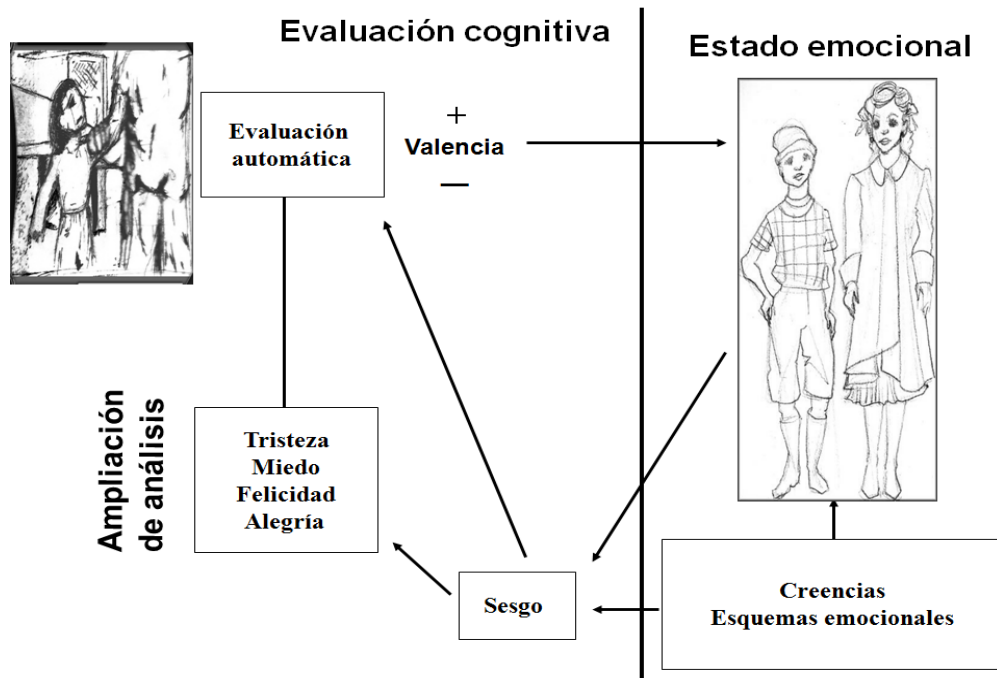 Evaluación cognitiva
Estado emocional
Evaluación
automática
+
Valencia
—
Ampliación
de análisis
Tristeza
Miedo
Felicidad
Alegría
Sesgo
Creencias
Esquemas emocionales